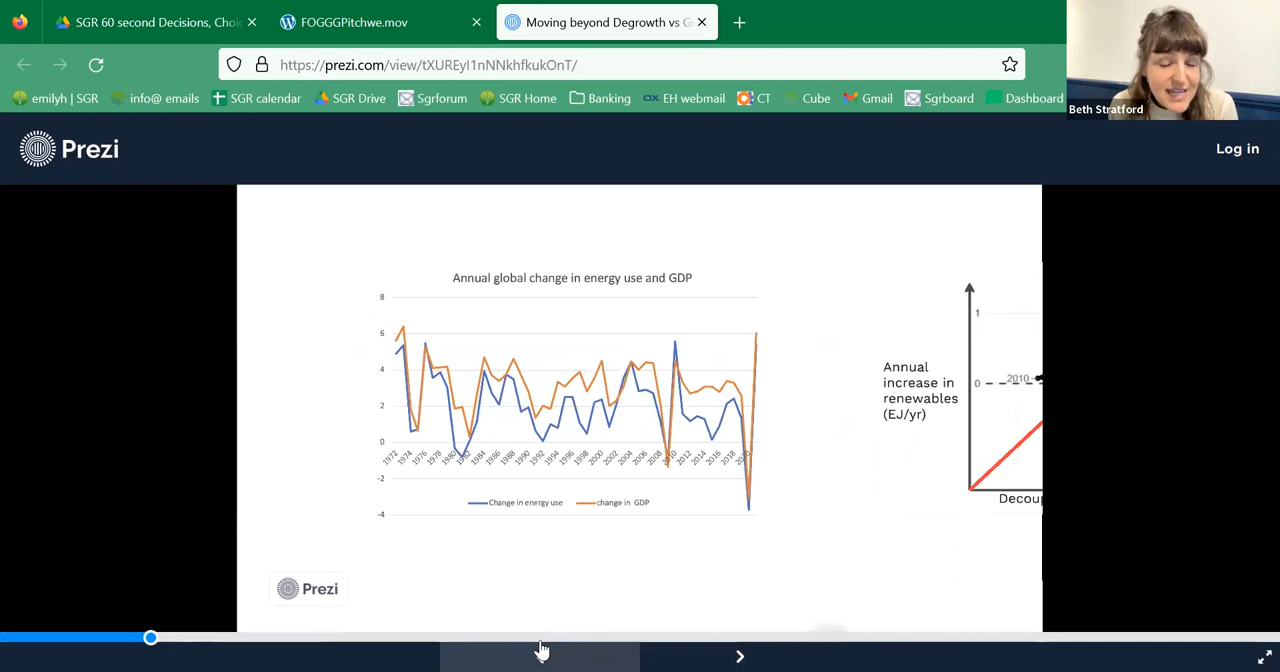 SGR 60 second Decisions, Choi
FOGGGPitchwe.mov
Moving beyond Degrowth vs G
https://prezi.com/view/tXUREyI1nNNkhfkukOnT/
emilyh | SGR
info@ emails
SGR calendar
SGR Drive
Sgrforum
SGR Home
Banking
EH webmail
CT
Cube
Gmail
Sgrboard
Dashboard
Beth Stratford
Prezi
Log in
Annual global change in energy use and GDP
8
6
4
2
0
-2
-4
1972 1974 1976 1978 1980 1982 1984 1986 1988 1990 1992 1994 1996 1998 2000 2002 2004 2006 2008 2010 2012 2014 2016 2018 2020
Change in energy use
change in GDP
Annual
increase in
renewables
(EJ/yr)
1
0
2010
Decoup
Prezi